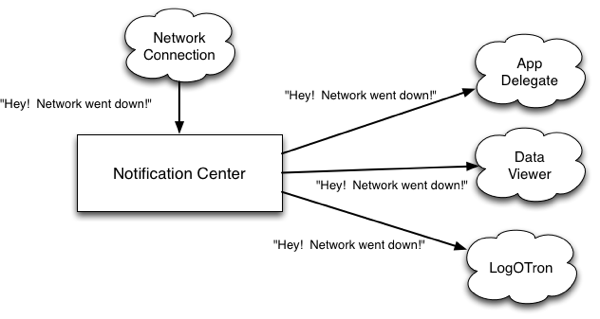 Network
Connection
"Hey!  Network went down!"
Notification Center
"Hey!  Network went down!"
App
Delegate
"Hey!  Network went down!"
Data
Viewer
"Hey!  Network went down!"
LogOTron